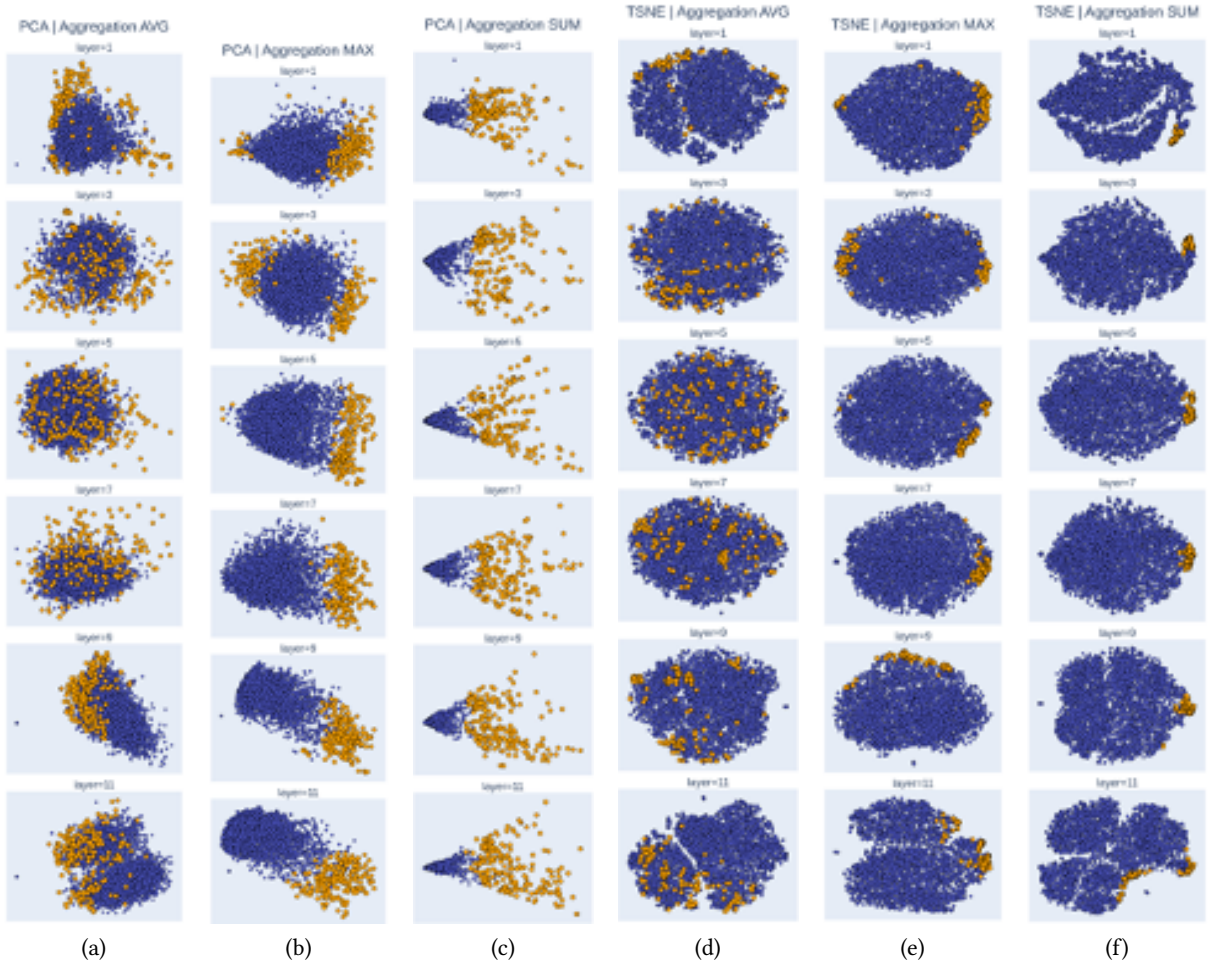 PCA | Aggregation AVG
layer=1
layer=3
layer=5
layer=7
layer=9
layer=11
(a)
PCA | Aggregation MAX
layer=1
layer=3
layer=5
layer=7
layer=9
layer=11
(b)
PCA | Aggregation SUM
layer=1
layer=3
layer=5
layer=7
layer=9
layer=11
(c)
TSNE | Aggregation AVG
layer=1
layer=3
layer=5
layer=7
layer=9
layer=11
(d)
TSNE | Aggregation MAX
layer=1
layer=3
layer=5
layer=7
layer=9
layer=11
(e)
TSNE | Aggregation SUM
layer=1
layer=3
layer=5
layer=7
layer=9
layer=11
(f)